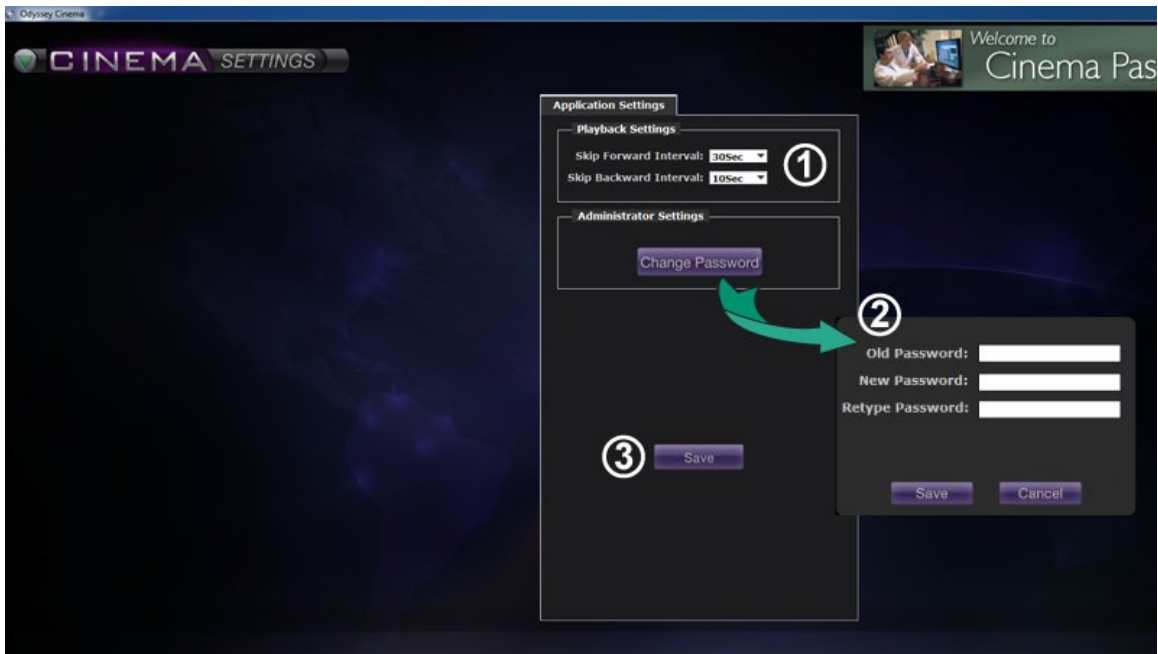 Odyssey Cinema
CINEMA SETTINGS
Welcome to
Cinema Pas
Application Settings
Playback Settings
Skip Forward Interval: 30Sec
1
Skip Backward Interval: 10Sec
Administrator Settings
Change Password
2
Old Password:
New Password:
Retype Password:
3 Save
Save Cancel